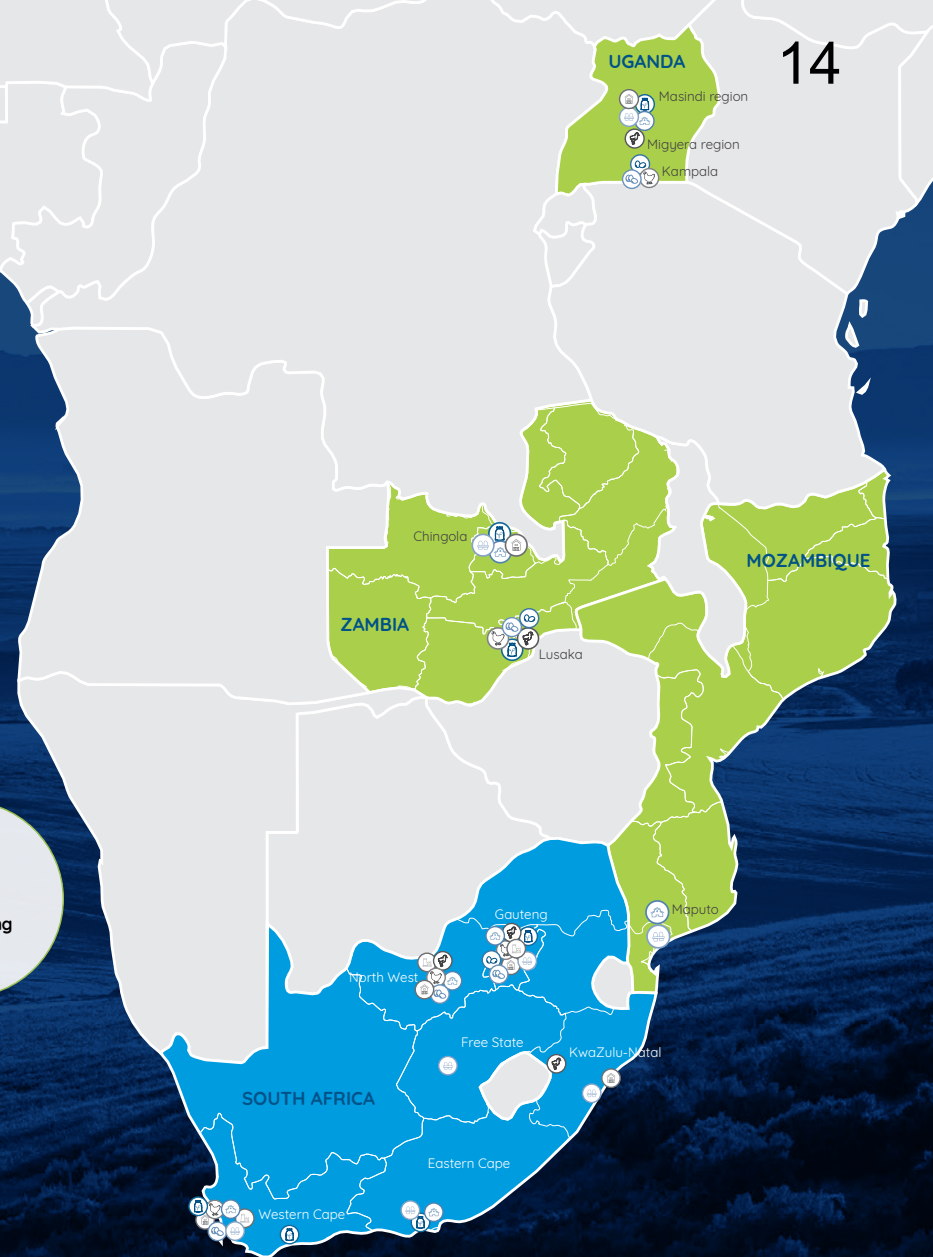 14
UGANDA
Masindi region
Migyera region
Kampala
Chingola
MOZAMBIQUE
ZAMBIA
Lusaka
Maputo
Gauteng
North West
Free State
KwaZulu-Natal
SOUTH AFRICA
Eastern Cape
Western Cape